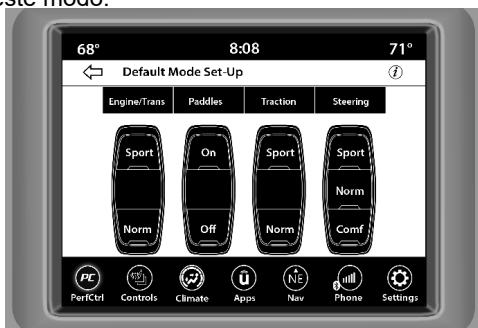 este modo.
68° 8:08 71°
Default Mode Set-Up i
Engine/Trans Paddles Traction Steering
Sport On Sport Sport
Norm
Norm Off Norm Comf
PC û NE
PerfCtrl Controls Climate Apps Nav Phone Settings